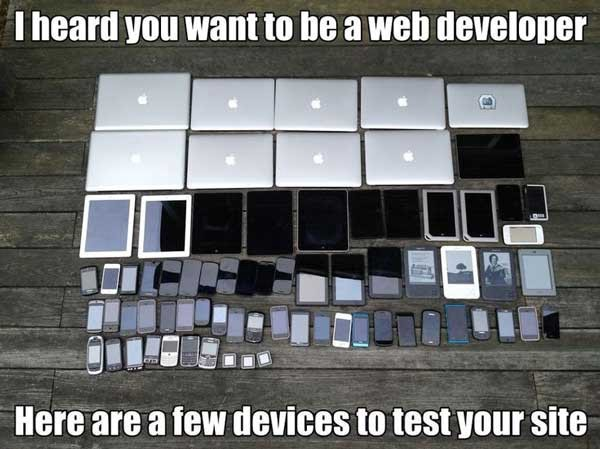 I heard you want to be a web developer
Here are a few devices to test your site